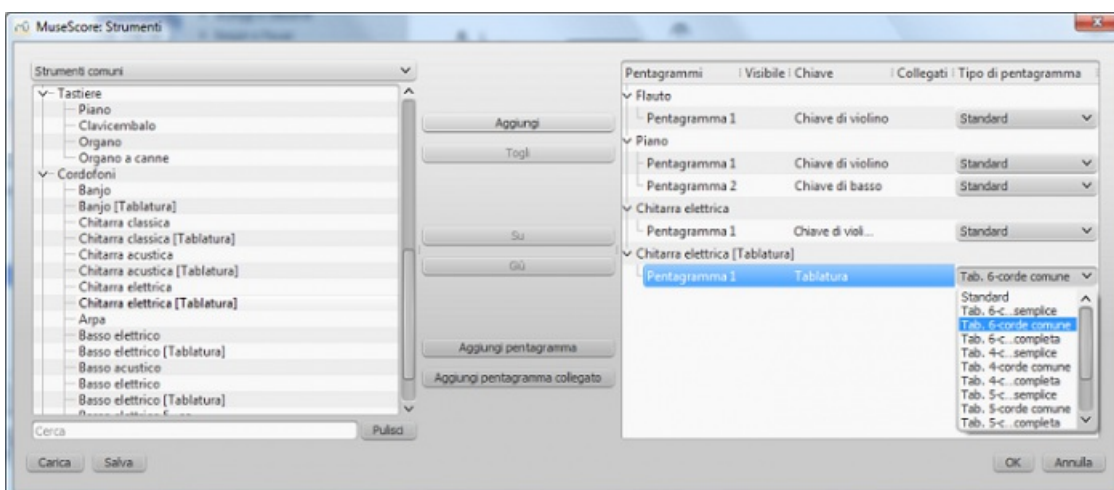 MuseScore: Strumenti
Strumenti comuni
Tastiere
Piano
Clavicembalo
Organo
Organo a canne
Cordofoni
Banjo
Banjo [Tablatura]
Chitarra classica
Chitarra classica [Tablatura]
Chitarra acustica
Chitarra acustica [Tablatura]
Chitarra elettrica
Chitarra elettrica [Tablatura]
Arpa
Basso elettrico
Basso elettrico [Tablatura]
Basso acustico
Basso elettrico
Basso elettrico [Tablatura]
Cerca
Pulisci
Carica
Salva
Aggiungi
Togli
Su
Giù
Aggiungi pentagramma
Aggiungi pentagramma collegato
Pentagrammi Visibile Chiave Collegati Tipo di pentagramma
Flauto
Pentagramma 1 Chiave di violino Standard
Piano
Pentagramma 1 Chiave di violino Standard
Pentagramma 2 Chiave di basso Standard
Chitarra elettrica
Pentagramma 1 Chiave di violi... Standard
Chitarra elettrica [Tablatura]
Pentagramma 1 Tablatura Tab. 6-corde comune
Standard
Tab. 6-c...semplice
Tab. 6-corde comune
Tab. 6-c...completa
Tab. 4-c...semplice
Tab. 4-corde comune
Tab. 4-c...completa
Tab. 5-c...semplice
Tab. 5-corde comune
Tab. 5-c...completa
OK
Annulla